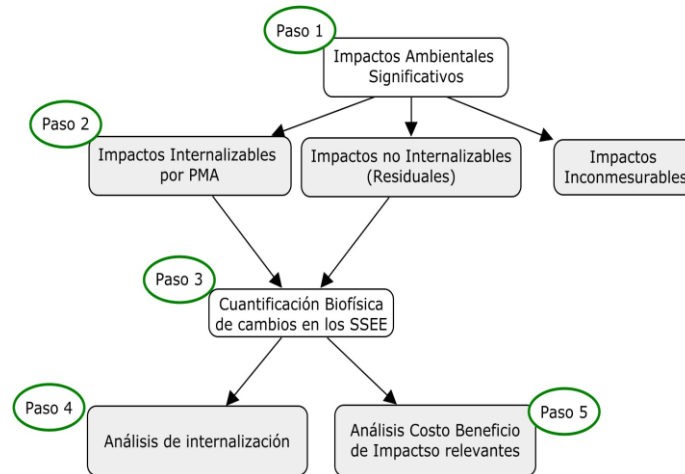 Paso 1
Impactos Ambientales
Significativos
Paso 2
Impactos Internalizables
por PMA
Impactos no Internalizables
(Residuales)
Impactos
Inconmesurables
Paso 3
Cuantificación Biofísica
de cambios en los SSEE
Paso 4
Análisis de internalización
Análisis Costo Beneficio
de Impactso relevantes
Paso 5